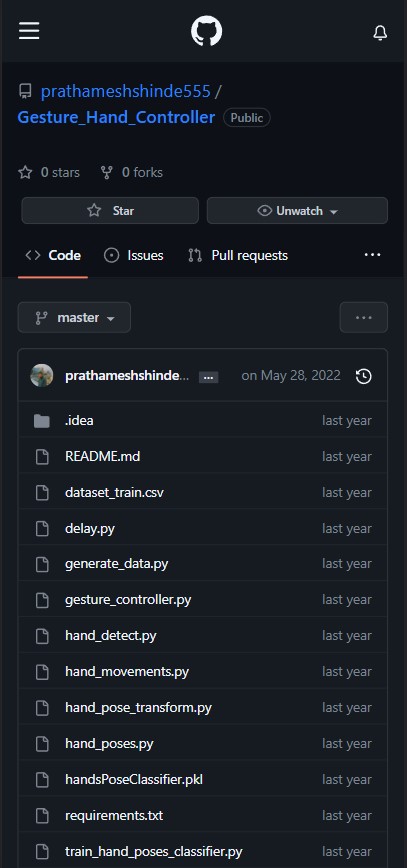 prathameshshinde555 /
Gesture_Hand_Controller Public
0 stars 0 forks
Star Unwatch
Code Issues Pull requests ...
master ...
prathameshshinde... ... on May 28, 2022
.idea last year
README.md last year
dataset_train.csv last year
delay.py last year
generate_data.py last year
gesture_controller.py last year
hand_detect.py last year
hand_movements.py last year
hand_pose_transform.py last year
hand_poses.py last year
handsPoseClassifier.pkl last year
requirements.txt last year
train_hand_poses_classifier.py last year